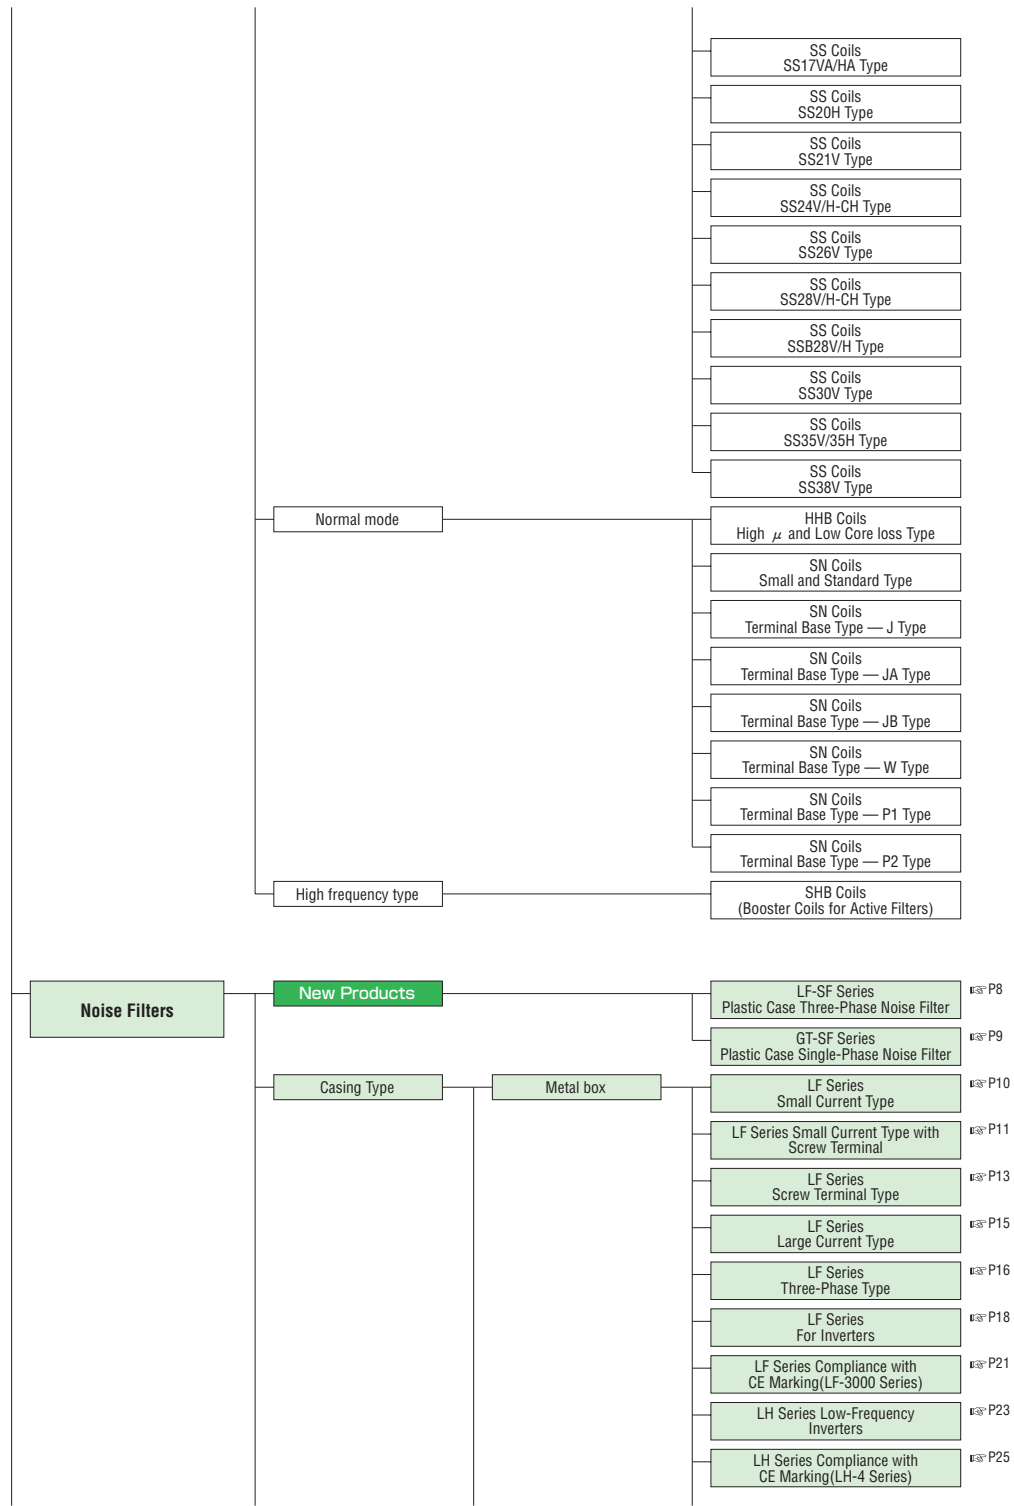 SS Coils
SS17VA/HA Type
SS Coils
SS20H Type
SS Coils
SS21V Type
SS Coils
SS24V/H-CH Type
SS Coils
SS26V Type
SS Coils
SS28V/H-CH Type
SS Coils
SSB28V/H Type
SS Coils
SS30V Type
SS Coils
SS35V/35H Type
SS Coils
SS38V Type
Normal mode
HHB Coils
High μ and Low Core loss Type
SN Coils
Small and Standard Type
SN Coils
Terminal Base Type — J Type
SN Coils
Terminal Base Type — JA Type
SN Coils
Terminal Base Type — JB Type
SN Coils
Terminal Base Type — W Type
SN Coils
Terminal Base Type — P1 Type
SN Coils
Terminal Base Type — P2 Type
High frequency type
SHB Coils
(Booster Coils for Active Filters)
Noise Filters
New Products
LF-SF Series
Plastic Case Three-Phase Noise Filter
☞P8
GT-SF Series
Plastic Case Single-Phase Noise Filter
☞P9
Casing Type
Metal box
LF Series
Small Current Type
☞P10
LF Series Small Current Type with
Screw Terminal
☞P11
LF Series
Screw Terminal Type
☞P13
LF Series
Large Current Type
☞P15
LF Series
Three-Phase Type
☞P16
LF Series
For Inverters
☞P18
LF Series Compliance with
CE Marking(LF-3000 Series)
☞P21
LH Series Low-Frequency
Inverters
☞P23
LH Series Compliance with
CE Marking(LH-4 Series)
☞P25